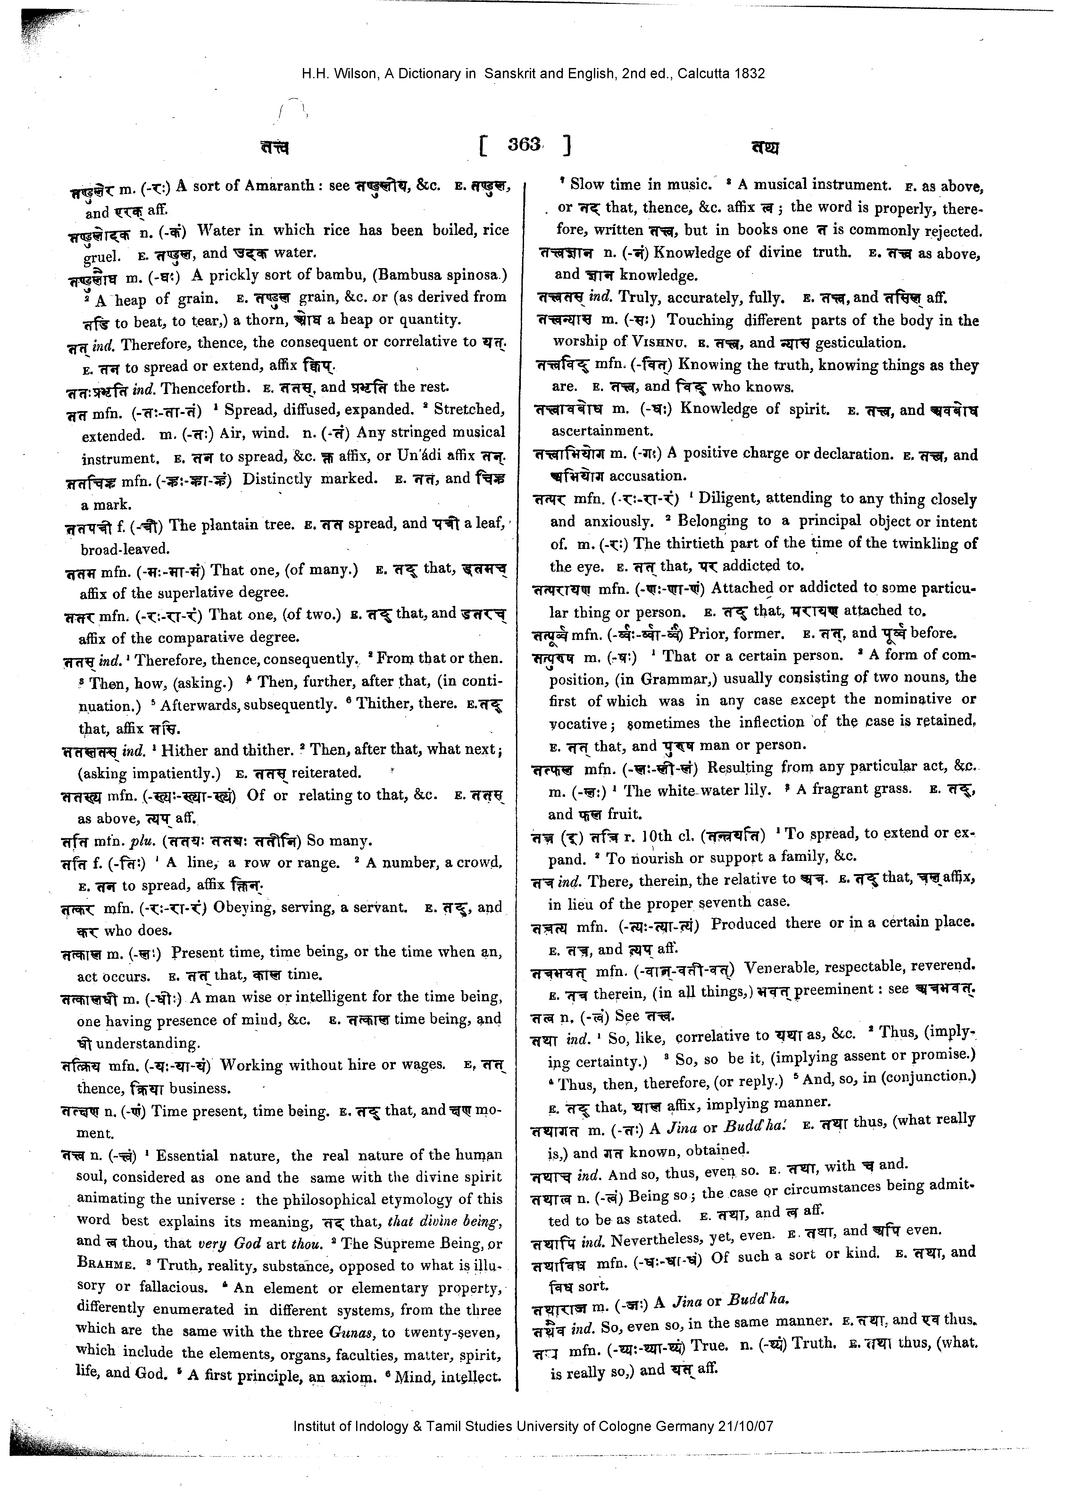 H.H. Wilson, A Dictionary in Sanskrit and English, 2nd ed., Calcutta 1832
तत्त्व [ 363 ] तथ्य
तण्डुलेर m. (-रः) A sort of Amaranth : see तण्डुलीय, &c. E. तण्डुल,
and एरक् aff.
तण्डुलोदक n. (-कं) Water in which rice has been boiled, rice
gruel. E. तण्डुल, and उदक water.
तण्डुलौघ m. (-घः) A prickly sort of bambu, (Bambusa spinosa.)
² A heap of grain. E. तण्डुल grain, &c. or (as derived from
तडि to beat, to tear,) a thorn, ओघ a heap or quantity.
तत् ind. Therefore, thence, the consequent or correlative to यत्.
E. तन to spread or extend, affix क्विप्.
ततःप्रभृति ind. Thenceforth. E. ततस्, and प्रभृति the rest.
तत mfn. (-तः-ता-तं) ¹ Spread, diffused, expanded. ² Stretched,
extended. m. (-तः) Air, wind. n. (-तं) Any stringed musical
instrument. E. तन to spread, &c. क्त affix, or Un'ádi affix तन्.
ततचिह्न mfn. (-ह्नः-ह्ना-ह्नं) Distinctly marked. E. तत, and चिह्न
a mark.
ततपत्री f. (-त्री) The plantain tree. E. तत spread, and पत्री a leaf,
broad-leaved.
ततम mfn. (-मः-मा-मं) That one, (of many.) E. तद् that, डतमच्
affix of the superlative degree.
ततर mfn. (-रः-रा-रं) That one, (of two.) E. तद् that, and डतरच्
affix of the comparative degree.
ततस् ind. ¹ Therefore, thence, consequently. ² From that or then.
³ Then, how, (asking.) ⁴ Then, further, after that, (in conti-
nuation.) ⁵ Afterwards, subsequently. ⁶ Thither, there. E. तद्
that, affix तसि.
ततस्ततस् ind. ¹ Hither and thither. ² Then, after that, what next;
(asking impatiently.) E. ततस् reiterated.
ततस्त्य mfn. (-स्त्यः-स्त्या-स्त्यं) Of or relating to that, &c. E. ततस्
as above, त्यप् aff.
तति mfn. plu. (ततयः ततयः ततीनि) So many.
तति f. (-तिः) ¹ A line, a row or range. ² A number, a crowd.
E. तन to spread, affix क्तिन्.
तत्कर mfn. (-रः-रा-रं) Obeying, serving, a servant. E. तद्, and
कर who does.
तत्काल m. (-लः) Present time, time being, or the time when an,
act occurs. E. तत् that, काल time.
तत्कालधी m. (-धीः) A man wise or intelligent for the time being,
one having presence of mind, &c. E. तत्काल time being, and
धी understanding.
तत्क्रिय mfn. (-यः-या-यं) Working without hire or wages. E, तत्
thence, क्रिया business.
तत्क्षण n. (-णं) Time present, time being. E. तद् that, and क्षण mo-
ment.
तत्त्व n. (-त्त्वं) ¹ Essential nature, the real nature of the human
soul, considered as one and the same with the divine spirit
animating the universe : the philosophical etymology of this
word best explains its meaning, तद् that, that divine being,
and त्व thou, that very God art thou. ² The Supreme Being, or
BRAHME. ³ Truth, reality, substance, opposed to what is illu-
sory or fallacious. ⁴ An element or elementary property,
differently enumerated in different systems, from the three
which are the same with the three Gunas, to twenty-seven,
which include the elements, organs, faculties, matter, spirit,
life, and God. ⁵ A first principle, an axiom. ⁶ Mind, intellect.
⁷ Slow time in music. ⁸ A musical instrument. E. as above,
or तद् that, thence, &c. affix त्व ; the word is properly, there-
fore, written तत्त्व, but in books one त is commonly rejected.
तत्त्वज्ञान n. (-नं) Knowledge of divine truth. E. तत्त्व as above,
and ज्ञान knowledge.
तत्त्वतस् ind. Truly, accurately, fully. E. तत्त्व, and तसिल् aff.
तत्त्वन्यास m. (-सः) Touching different parts of the body in the
worship of VISHNU. E. तत्त्व, and न्यास gesticulation.
तत्त्वविद् mfn. (-वित्) Knowing the truth, knowing things as they
are. E. तत्त्व, and विद् who knows.
तत्त्वावबोध m. (-धः) Knowledge of spirit. E. तत्त्व, and अवबोध
ascertainment.
तत्त्वाभियोग m. (-गः) A positive charge or declaration. E. तत्त्व, and
अभियोग accusation.
तत्पर mfn. (-रः-रा-रं) ¹ Diligent, attending to any thing closely
and anxiously. ² Belonging to a principal object or intent
of. m. (-रः) The thirtieth part of the time of the twinkling of
the eye. E. तत् that, पर addicted to.
तत्परायण mfn. (-णः-णा-णं) Attached or addicted to some particu-
lar thing or person. E. तद् that, परायण attached to.
तत्पूर्व्व mfn. (-र्व्वः-र्व्वा-र्व्वं) Prior, former. E. तत्, and पूर्व्व before.
तत्पुरुष m. (-षः) ¹ That or a certain person. ² A form of com-
position, (in Grammar,) usually consisting of two nouns, the
first of which was in any case except the nominative or
vocative ; sometimes the inflection of the case is retained.
E. तत् that, and पुरुष man or person.
तत्फल mfn. (-लः-ली-लं) Resulting from any particular act, &c.
m. (-लः) ¹ The white water lily. ² A fragrant grass. E. तद्,
and फल fruit.
तत्र (इ) तत्रि r. 10th cl. (तन्त्रयति) ¹ To spread, to extend or ex-
pand. ² To nourish or support a family, &c.
तत्र ind. There, therein, the relative to अत्र. E. तद् that, त्रल् affix,
in lieu of the proper seventh case.
तत्रत्य mfn. (-त्यः-त्या-त्यं) Produced there or in a certain place.
E. तत्र, and त्यप् aff.
तत्रभवत् mfn. (-वान्-वती-वत्) Venerable, respectable, reverend.
E. तत्र therein, (in all things,) भवत् preeminent : see अत्रभवत्.
तत्व n. (-त्वं) See तत्त्व.
तथा ind. ¹ So, like, correlative to यथा as, &c. ² Thus, (imply-
ing certainty.) ³ So, so be it, (implying assent or promise.)
⁴ Thus, then, therefore, (or reply.) ⁵ And, so, in (conjunction.)
E. तद् that, थाल affix, implying manner.
तथागत m. (-तः) A Jina or Budd'ha. E. तथा thus, (what really
is,) and गत known, obtained.
तथाच ind. And so, thus, even so. E. तथा, with च and.
तथात्व n. (-त्वं) Being so ; the case or circumstances being admit-
ted to be as stated. E. तथा, and त्व aff.
तथापि ind. Nevertheless, yet, even. E. तथा, and अपि even.
तथाविध mfn. (-धः-धा-धं) Of such a sort or kind. E. तथा, and
विध sort.
तथाराज m. (-जः) A Jina or Budd'ha.
तथैव ind. So, even so, in the same manner. E. तथा, and एव thus.
mfn. (-थ्यः-थ्या-थ्यं) True. n. (-थ्यं) Truth. E. तथा thus, (what.
is really so,) and यत् aff.
Institut of Indology & Tamil Studies University of Cologne Germany 21/10/07